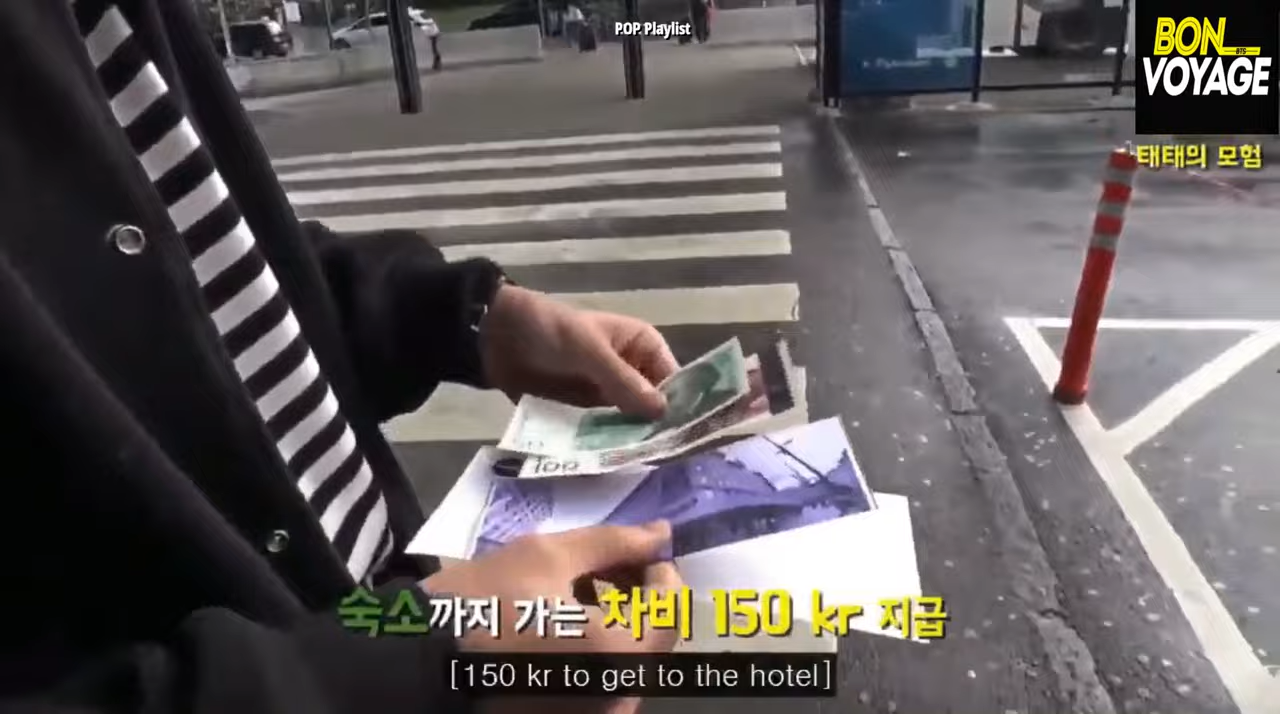 P.O.P. Playlist
BON
BTS
VOYAGE
태태의 모험
100
숙소까지 가는 차비 150 kr 지급
[150 kr to get to the hotel]